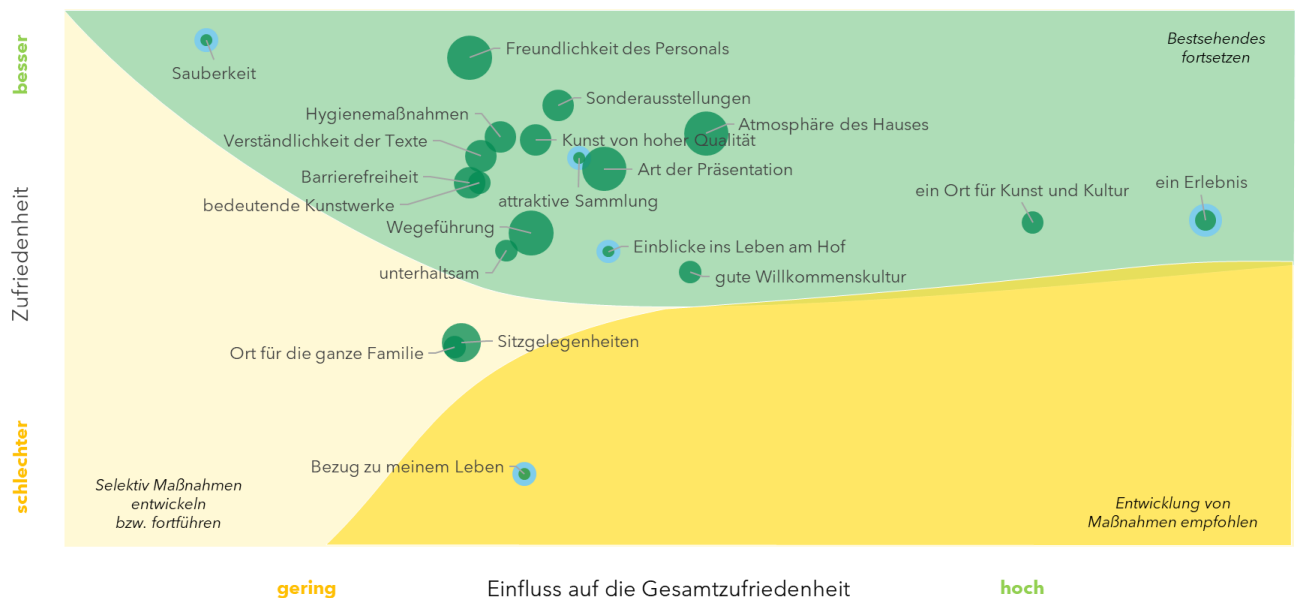 besser
Zufriedenheit
schlechter
Sauberkeit
Freundlichkeit des Personals
Bestsehendes
fortsetzen
Sonderausstellungen
Hygienemaßnahmen
Atmosphäre des Hauses
Verständlichkeit der Texte
Kunst von hoher Qualität
Art der Präsentation
Barrierefreiheit
ein Ort für Kunst und Kultur
ein Erlebnis
bedeutende Kunstwerke
attraktive Sammlung
Wegeführung
Einblicke ins Leben am Hof
unterhaltsam
gute Willkommenskultur
Sitzgelegenheiten
Ort für die ganze Familie
Bezug zu meinem Leben
Selektiv Maßnahmen
entwickeln
bzw. fortführen
Entwicklung von
Maßnahmen empfohlen
gering
Einfluss auf die Gesamtzufriedenheit
hoch